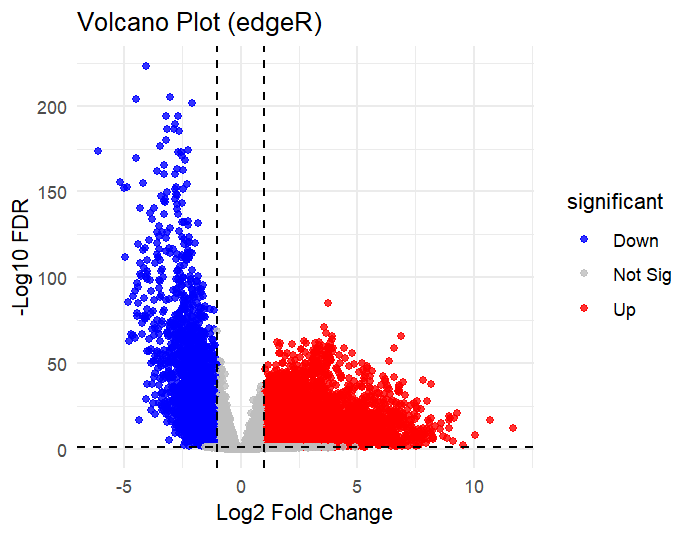 Volcano Plot (edgeR)
200
150
100
50
0
-Log10 FDR
-5
0
5
10
Log2 Fold Change
significant
Down
Not Sig
Up